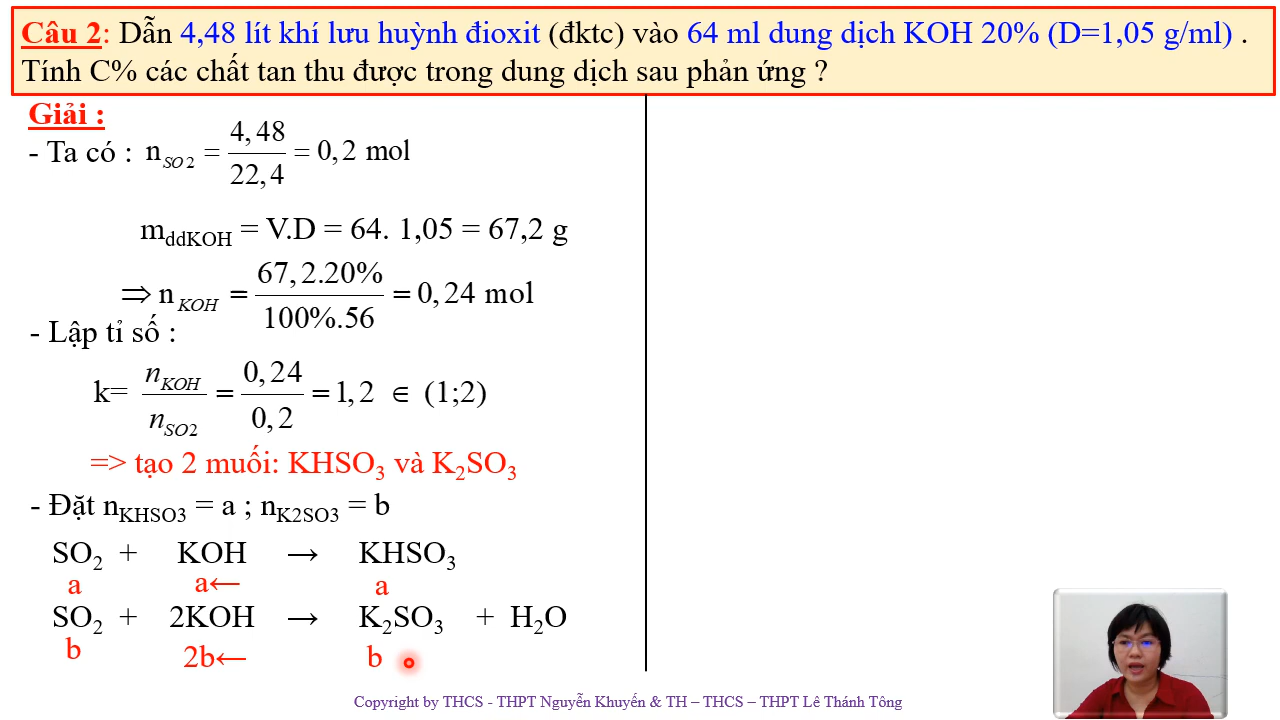 Câu 2: Dẫn 4,48 lít khí lưu huỳnh đioxit (đktc) vào 64 ml dung dịch KOH 20% (D=1,05 g/ml) .
Tính C% các chất tan thu được trong dung dịch sau phản ứng ?
Giải :
- Ta có : n_SO2 = 4,48/22,4 = 0,2 mol
m_ddKOH = V.D = 64. 1,05 = 67,2 g
⇒ n_KOH = 67,2.20%/100%.56 = 0,24 mol
- Lập tỉ số :
k= n_KOH/n_SO2 = 0,24/0,2 = 1,2 ∈ (1;2)
=> tạo 2 muối: KHSO₃ và K₂SO₃
- Đặt n_KHSO3 = a ; n_K2SO3 = b
SO₂ + KOH → KHSO₃
a a← a
SO₂ + 2KOH → K₂SO₃ + H₂O
b 2b← b
Copyright by THCS - THPT Nguyễn Khuyến & TH – THCS – THPT Lê Thánh Tông